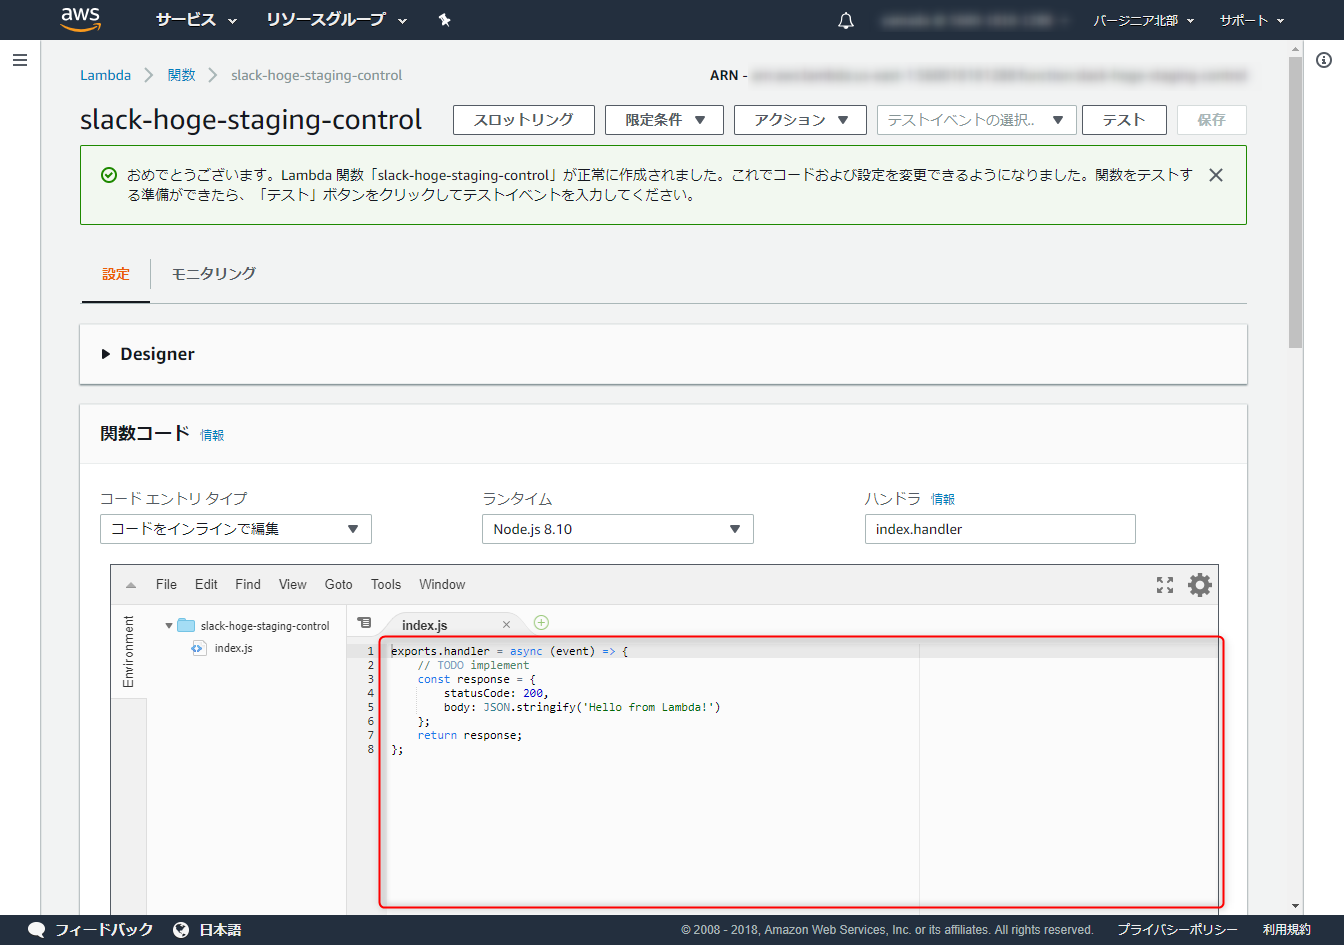 aws サービス リソースグループ バージニア北部 サポート
Lambda 関数 slack-hoge-staging-control ARN -
slack-hoge-staging-control スロットリング 限定条件 アクション テストイベントの選択.. テスト 保存
おめでとうございます。Lambda 関数「slack-hoge-staging-control」が正常に作成されました。これでコードおよび設定を変更できるようになりました。関数をテストす
る準備ができたら、「テスト」ボタンをクリックしてテストイベントを入力してください。
設定 モニタリング
Designer
関数コード 情報
コード エントリ タイプ ランタイム ハンドラ 情報
コードをインラインで編集 Node.js 8.10 index.handler
File Edit Find View Goto Tools Window
Environment
slack-hoge-staging-control
index.js
index.js
1 exports.handler = async (event) => {
2 // TODO implement
3 const response = {
4 statusCode: 200,
5 body: JSON.stringify('Hello from Lambda!')
6 };
7 return response;
8 };
フィードバック 日本語 © 2008 - 2018, Amazon Web Services, Inc. or its affiliates. All rights reserved. プライバシーポリシー 利用規約